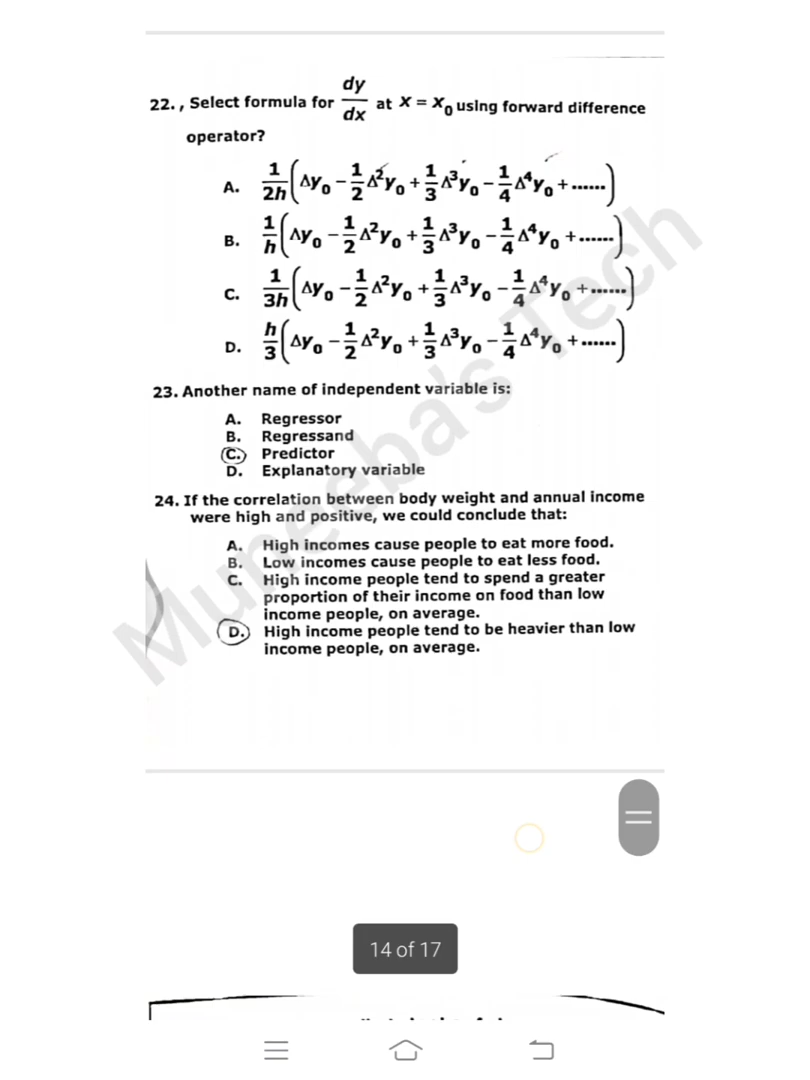 22. , Select formula for dy/dx at x = x₀ using forward difference
operator?
A. 1/2h (Δy₀ − 1/2 Δ²y₀ + 1/3 Δ³y₀ − 1/4 Δ⁴y₀ + ......)
B. 1/h (Δy₀ − 1/2 Δ²y₀ + 1/3 Δ³y₀ − 1/4 Δ⁴y₀ + ......)
C. 1/3h (Δy₀ − 1/2 Δ²y₀ + 1/3 Δ³y₀ − 1/4 Δ⁴y₀ + ......)
D. h/3 (Δy₀ − 1/2 Δ²y₀ + 1/3 Δ³y₀ − 1/4 Δ⁴y₀ + ......)
23. Another name of independent variable is:
A. Regressor
B. Regressand
C. Predictor
D. Explanatory variable
24. If the correlation between body weight and annual income
were high and positive, we could conclude that:
A. High incomes cause people to eat more food.
B. Low incomes cause people to eat less food.
C. High income people tend to spend a greater
proportion of their income on food than low
income people, on average.
D. High income people tend to be heavier than low
income people, on average.
Muneeba's Tech
14 of 17